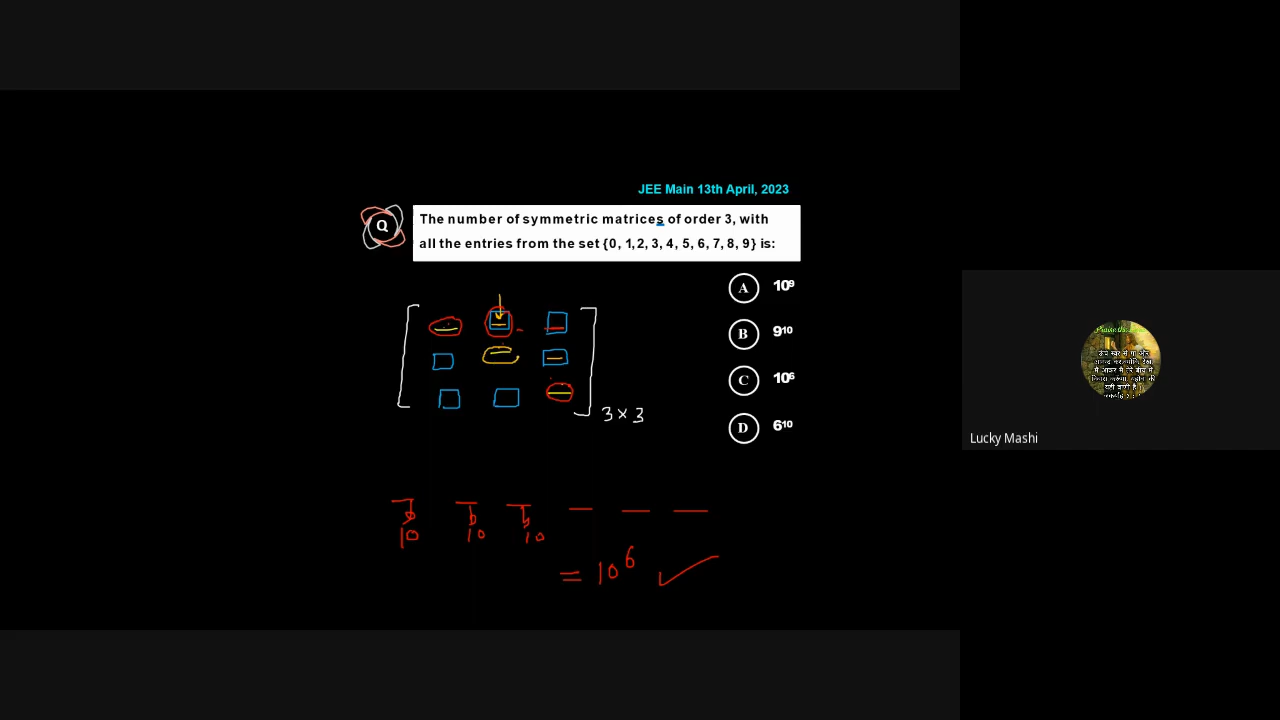 JEE Main 13th April, 2023
Q
The number of symmetric matrices of order 3, with
all the entries from the set {0, 1,2, 3, 4, 5, 6, 7, 8, 9} is:
A 10⁹
B 9¹⁰
C 10⁶
D 6¹⁰
3 × 3
10 10 10
= 10⁶ ✓
Lucky Mashi